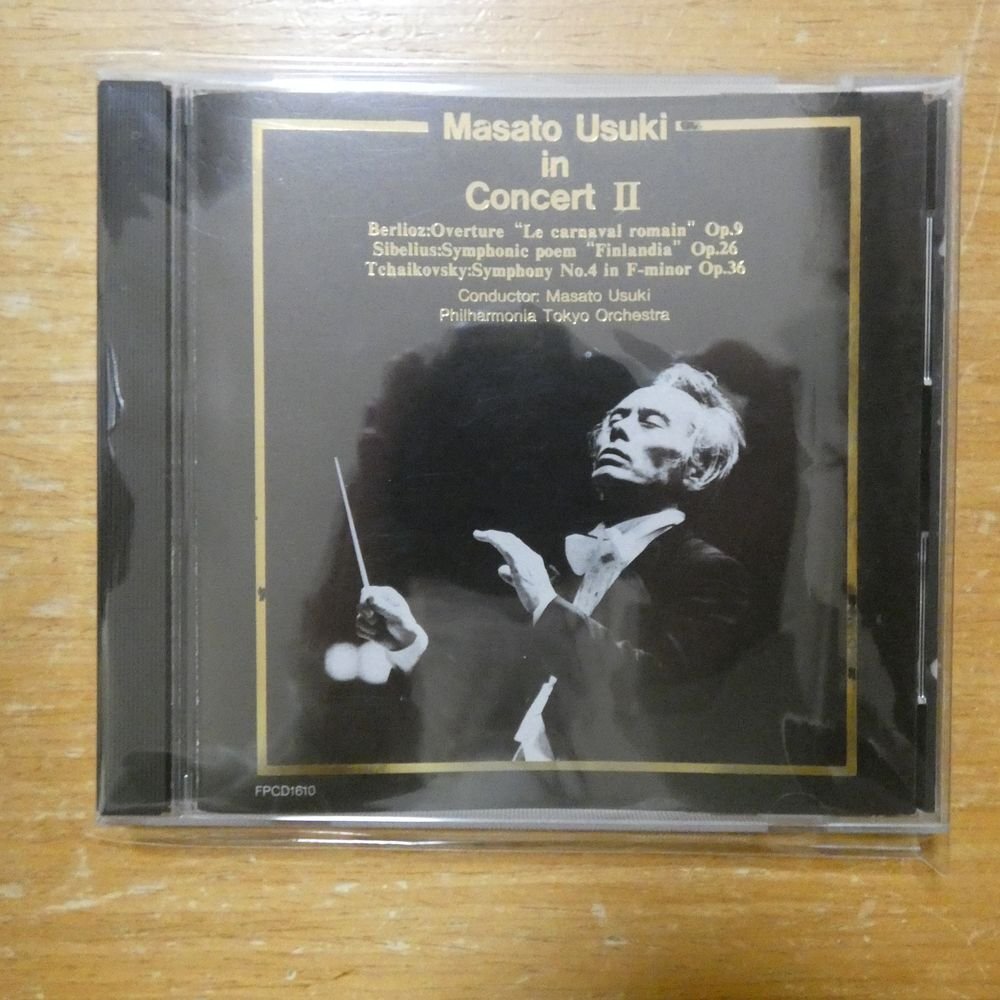 Masato Usuki
in
Concert II
Berlioz:Overture "Le carnaval romain" Op.9
Sibelius:Symphonic poem "Finlandia" Op.26
Tchaikovsky:Symphony No.4 in F-minor Op.36
Conductor: Masato Usuki
Philharmonia Tokyo Orchestra
FPCD1610